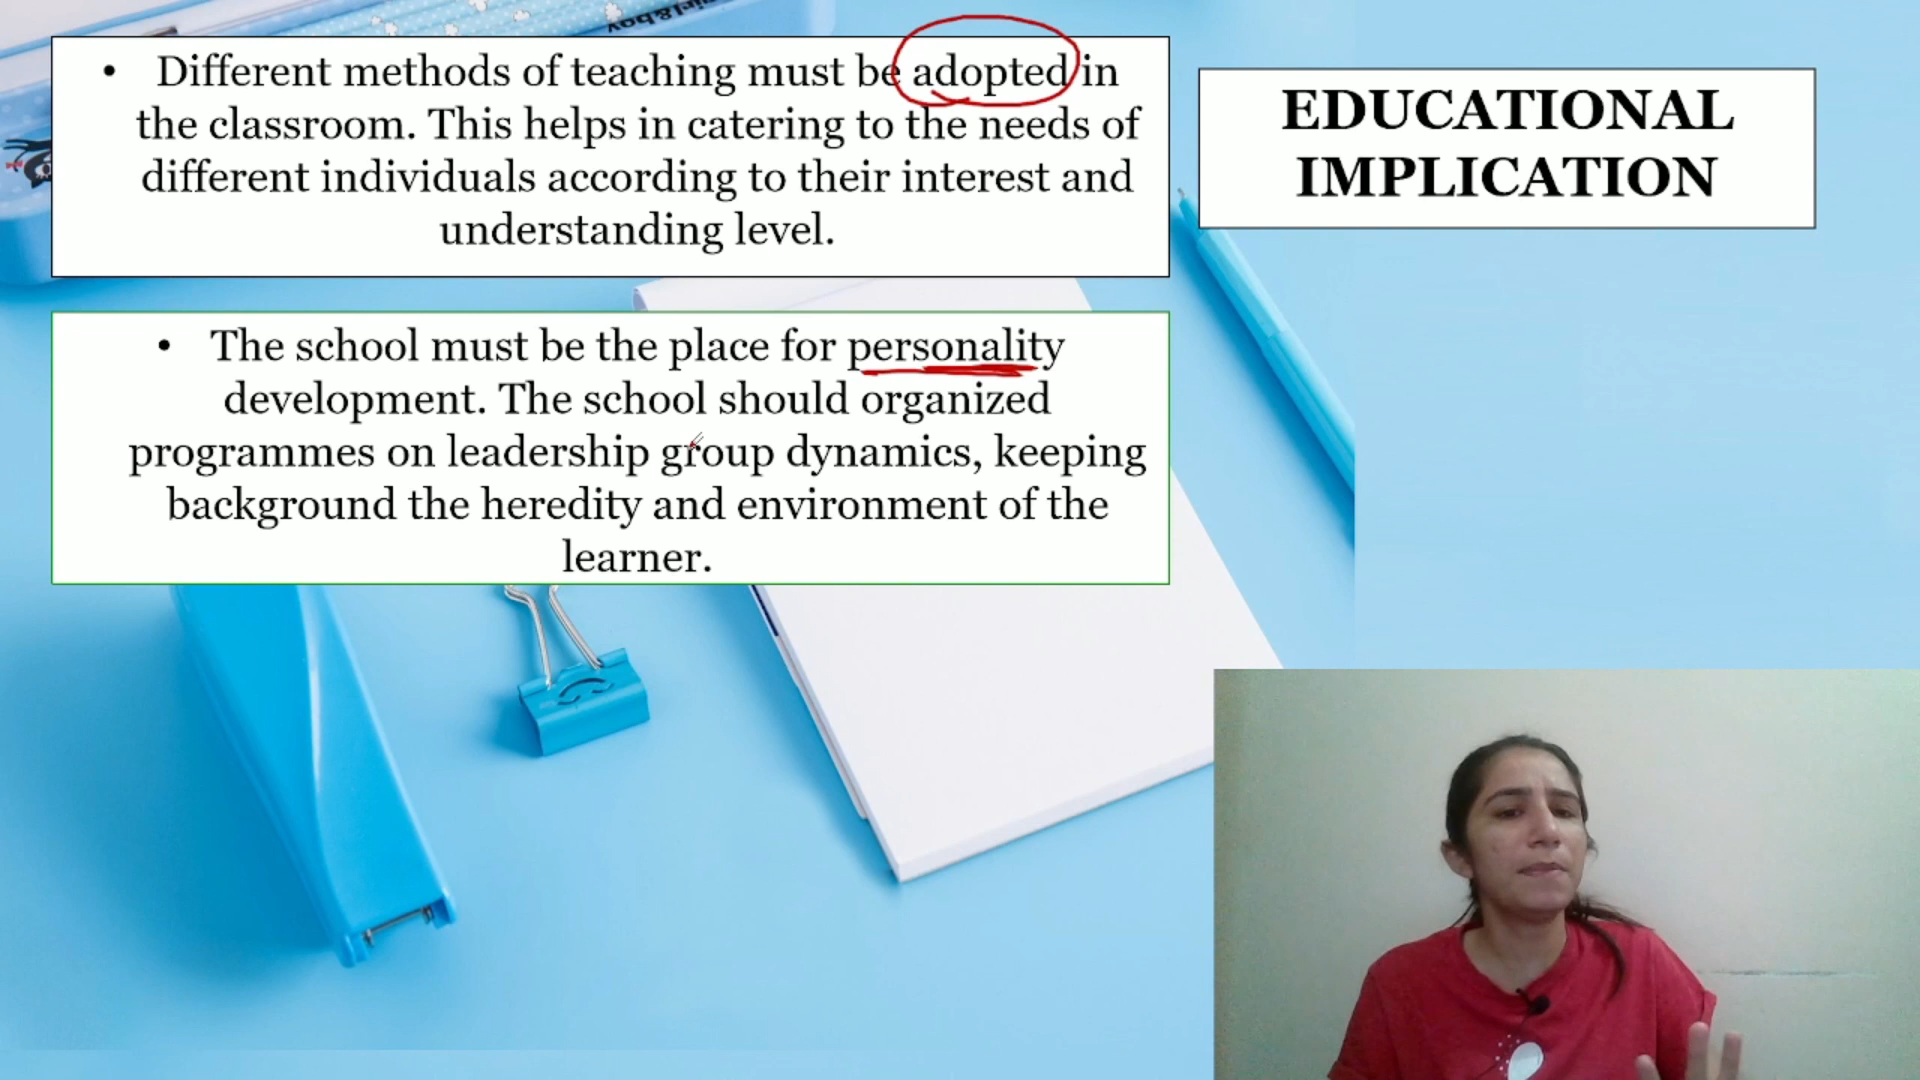 girl&boy
• Different methods of teaching must be adopted in
the classroom. This helps in catering to the needs of
different individuals according to their interest and
understanding level.
EDUCATIONAL
IMPLICATION
• The school must be the place for personality
development. The school should organized
programmes on leadership group dynamics, keeping
background the heredity and environment of the
learner.